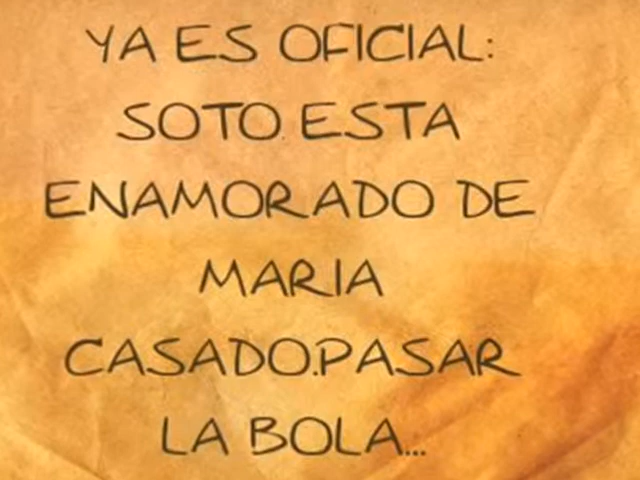 YA ES OFICIAL:
SOTO. ESTA
ENAMORADO DE
MARIA
CASADO.PASAR
LA BOLA...